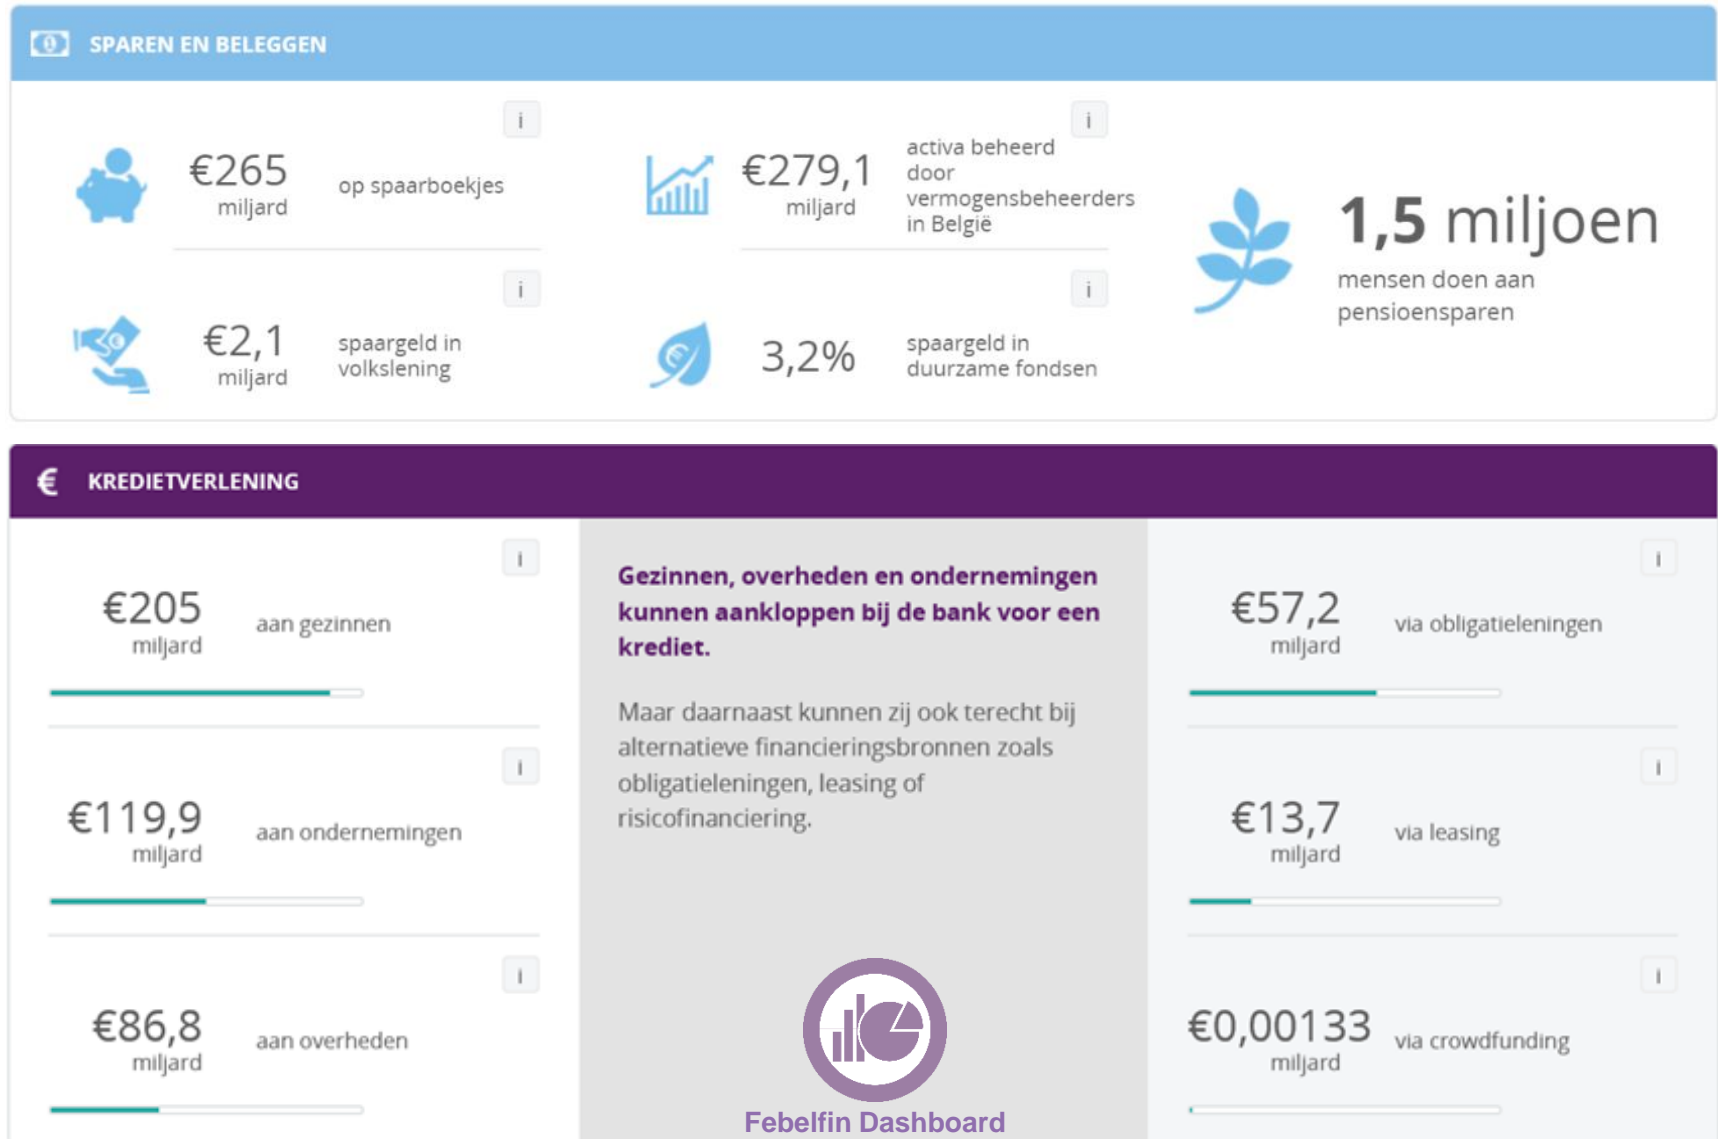 SPAREN EN BELEGGEN
i
€265
miljard
op spaarboekjes
i
€279,1
miljard
activa beheerd
door
vermogensbeheerders
in België
1,5 miljoen
mensen doen aan
pensioensparen
i
€2,1
miljard
spaargeld in
volkslening
i
3,2%
spaargeld in
duurzame fondsen
€ KREDIETVERLENING
i
€205
miljard
aan gezinnen
i
€119,9
miljard
aan ondernemingen
i
€86,8
miljard
aan overheden
Gezinnen, overheden en ondernemingen
kunnen aankloppen bij de bank voor een
krediet.
Maar daarnaast kunnen zij ook terecht bij
alternatieve financieringsbronnen zoals
obligatieleningen, leasing of
risicofinanciering.
Febelfin Dashboard
i
€57,2
miljard
via obligatieleningen
i
€13,7
miljard
via leasing
i
€0,00133
miljard
via crowdfunding